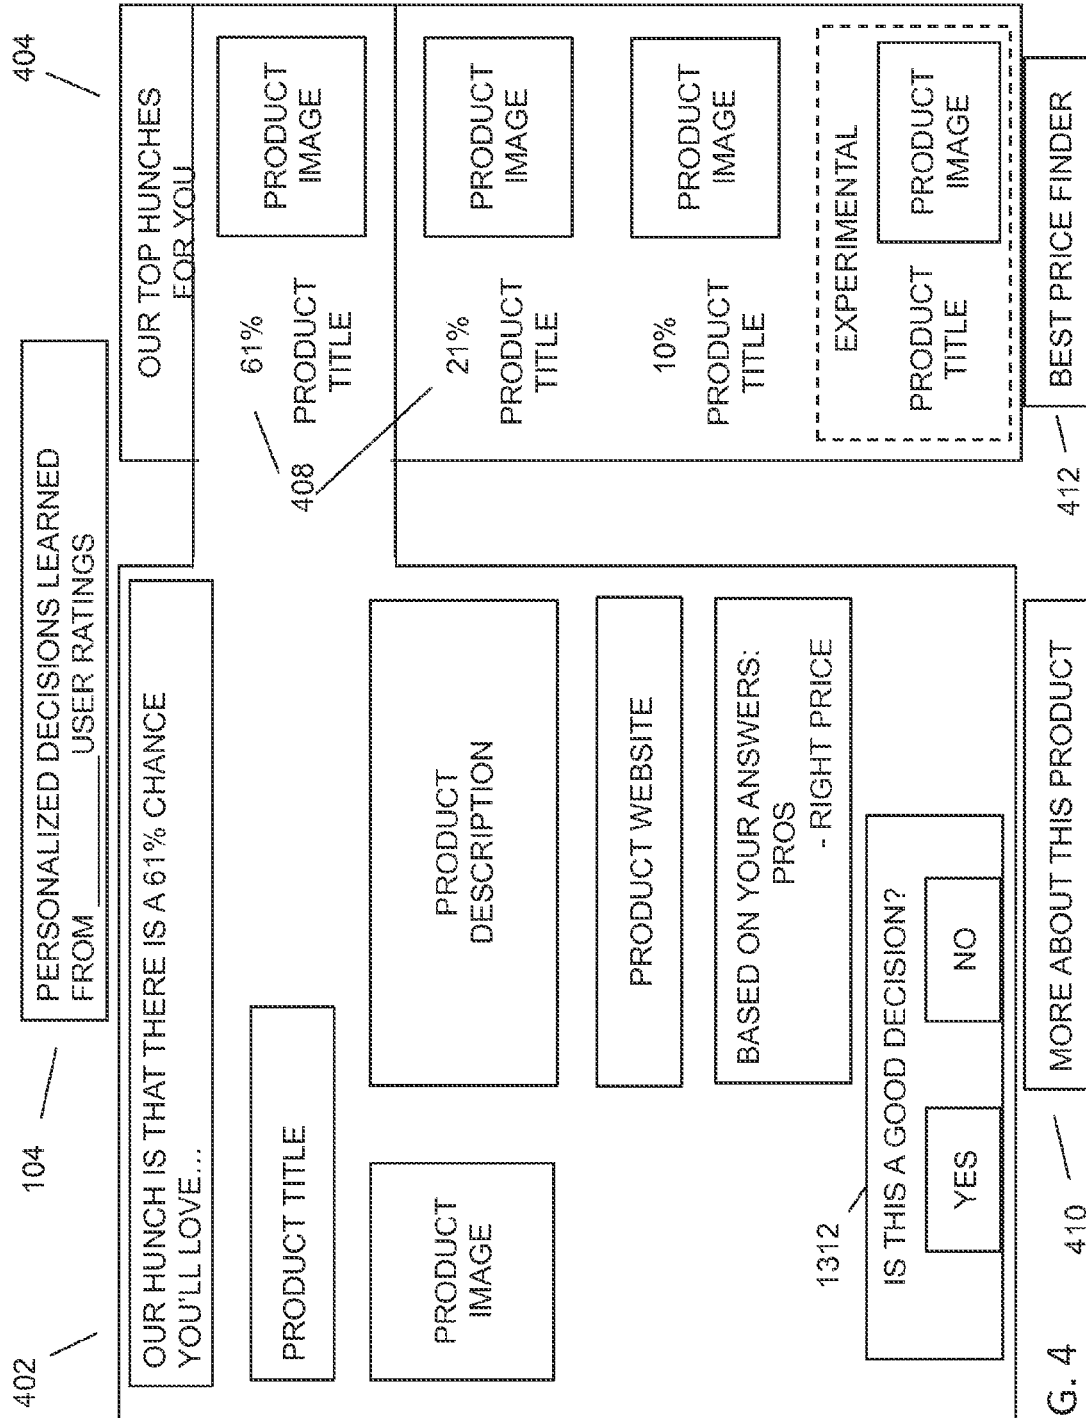 104
PERSONALIZED DECISIONS LEARNED
FROM ____ USER RATINGS
402
OUR HUNCH IS THAT THERE IS A 61% CHANCE
YOU'LL LOVE....
PRODUCT TITLE
PRODUCT
IMAGE
PRODUCT
DESCRIPTION
PRODUCT WEBSITE
BASED ON YOUR ANSWERS:
PROS
- RIGHT PRICE
1312
IS THIS A GOOD DECISION?
YES
NO
404
OUR TOP HUNCHES
FOR YOU
408
61%
PRODUCT
TITLE
PRODUCT
IMAGE
21%
PRODUCT
TITLE
PRODUCT
IMAGE
10%
PRODUCT
TITLE
PRODUCT
IMAGE
EXPERIMENTAL
PRODUCT
TITLE
PRODUCT
IMAGE
410
MORE ABOUT THIS PRODUCT
412
BEST PRICE FINDER
G. 4